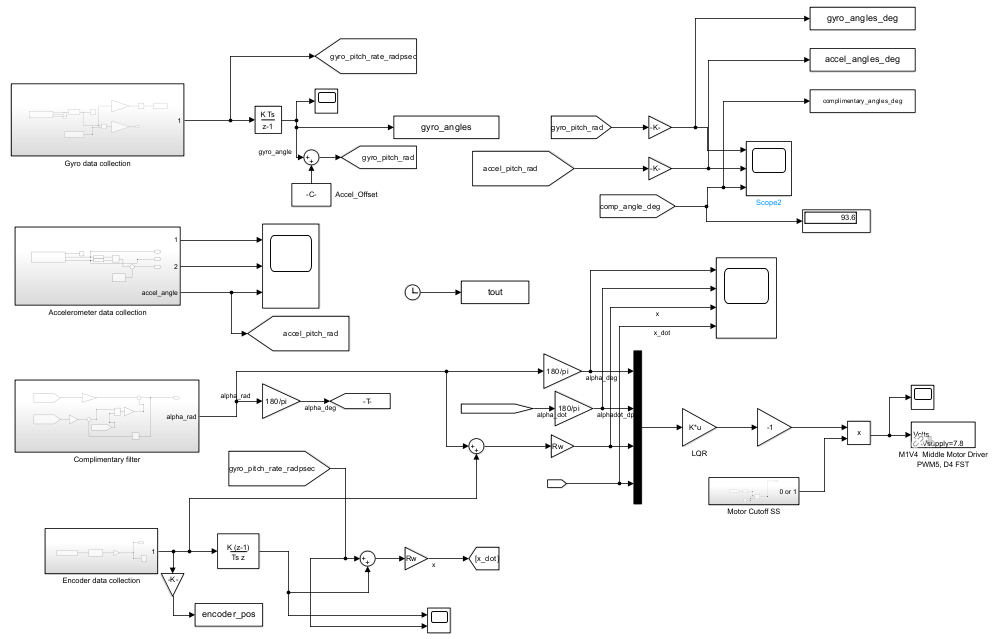 gyro_angles_deg
gyro_pitch_rate_radpsec
accel_angles_deg
complimentary_angles_deg
1
K Ts
z-1
gyro_angles
gyro_pitch_rad
-K-
gyro_angle
+
+
gyro_pitch_rad
Gyro data collection
accel_pitch_rad
-K-
-C-
Accel_Offset
Scope2
comp_angle_deg
93.6
1
2
accel_angle
Accelerometer data collection
tout
accel_pitch_rad
x
x_dot
180/pi
alpha_deg
alpha_rad
180/pi
-T-
alpha_deg
alpha_rad
180/pi
alpha_dot
alphadot_dp
Complimentary filter
+
+
Rw
K*u
LQR
-1
x
Volts
Vsupply=7.8
M1V4 Middle Motor Driver
PWM5, D4 FST
gyro_pitch_rate_radpsec
0 or 1
Motor Cutoff SS
1
Encoder data collection
K (z-1)
Ts z
+
+
Rw
x
[x_dot]
-K-
encoder_pos